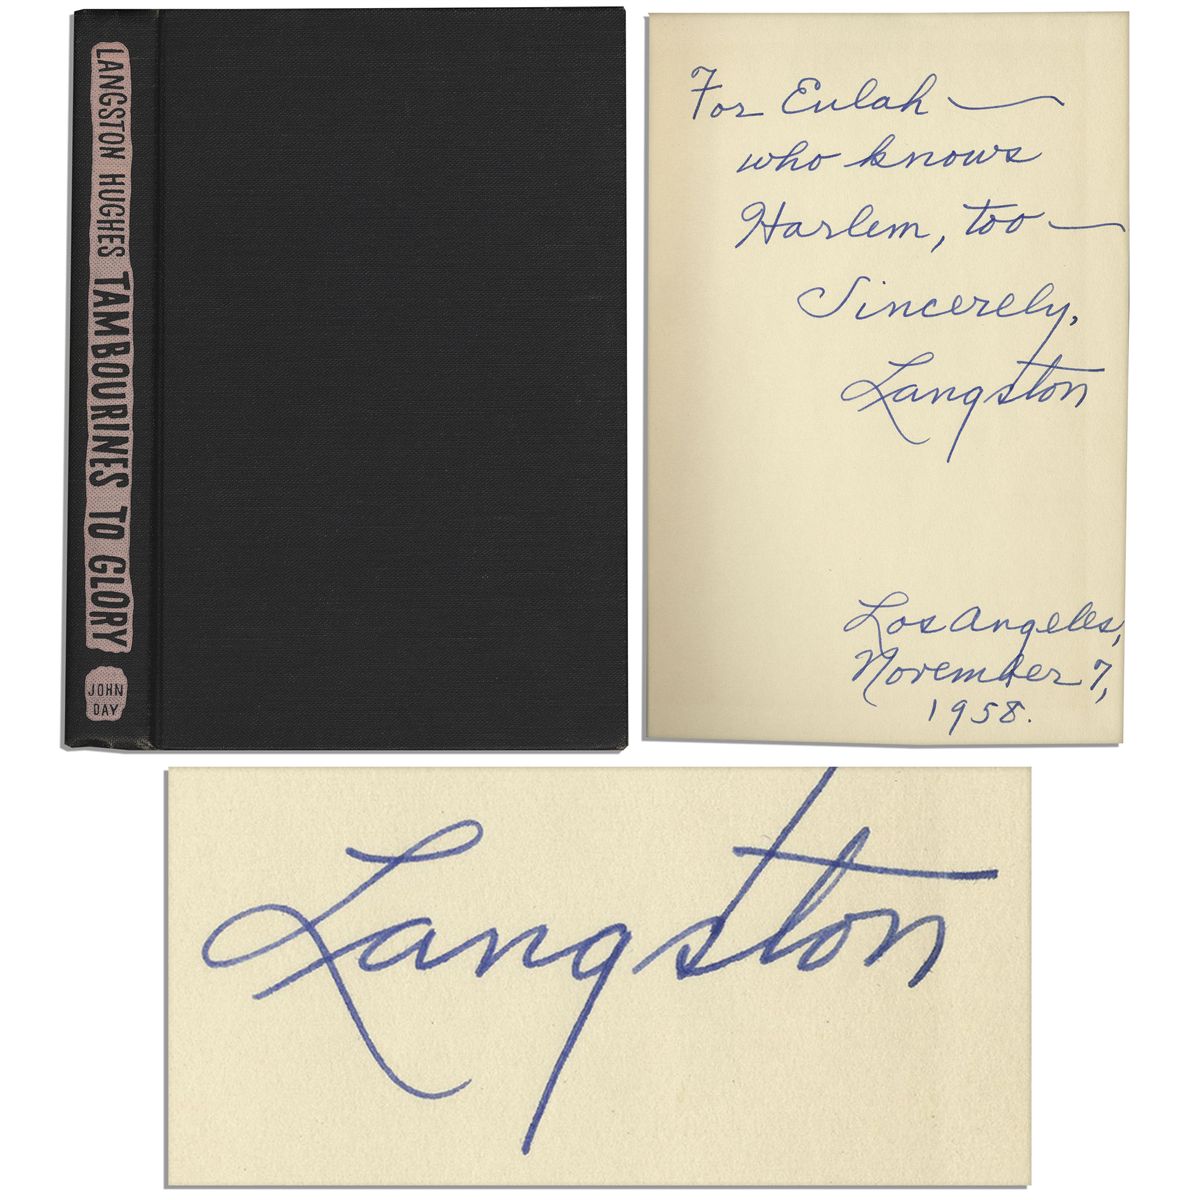 LANGSTON HUGHES TAMBOURINES TO GLORY
JOHN
DAY
For Eulah —
who knows
Harlem, too —
Sincerely,
Langston
Los Angeles,
November 7,
1958.
Langston